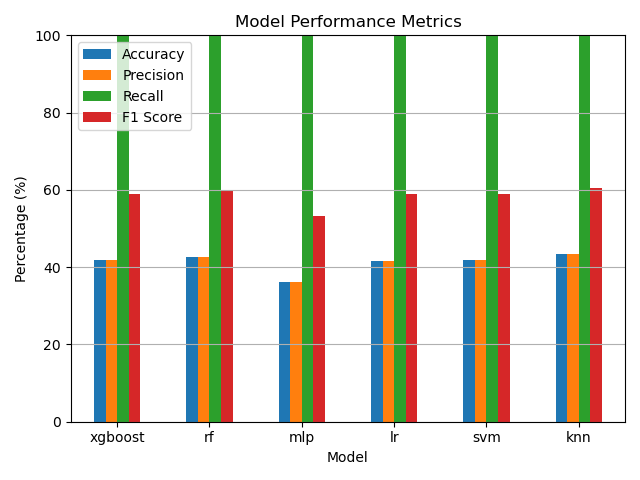 Model Performance Metrics
100
80
60
40
20
0
Percentage (%)
Accuracy
Precision
Recall
F1 Score
xgboost
rf
mlp
lr
svm
knn
Model